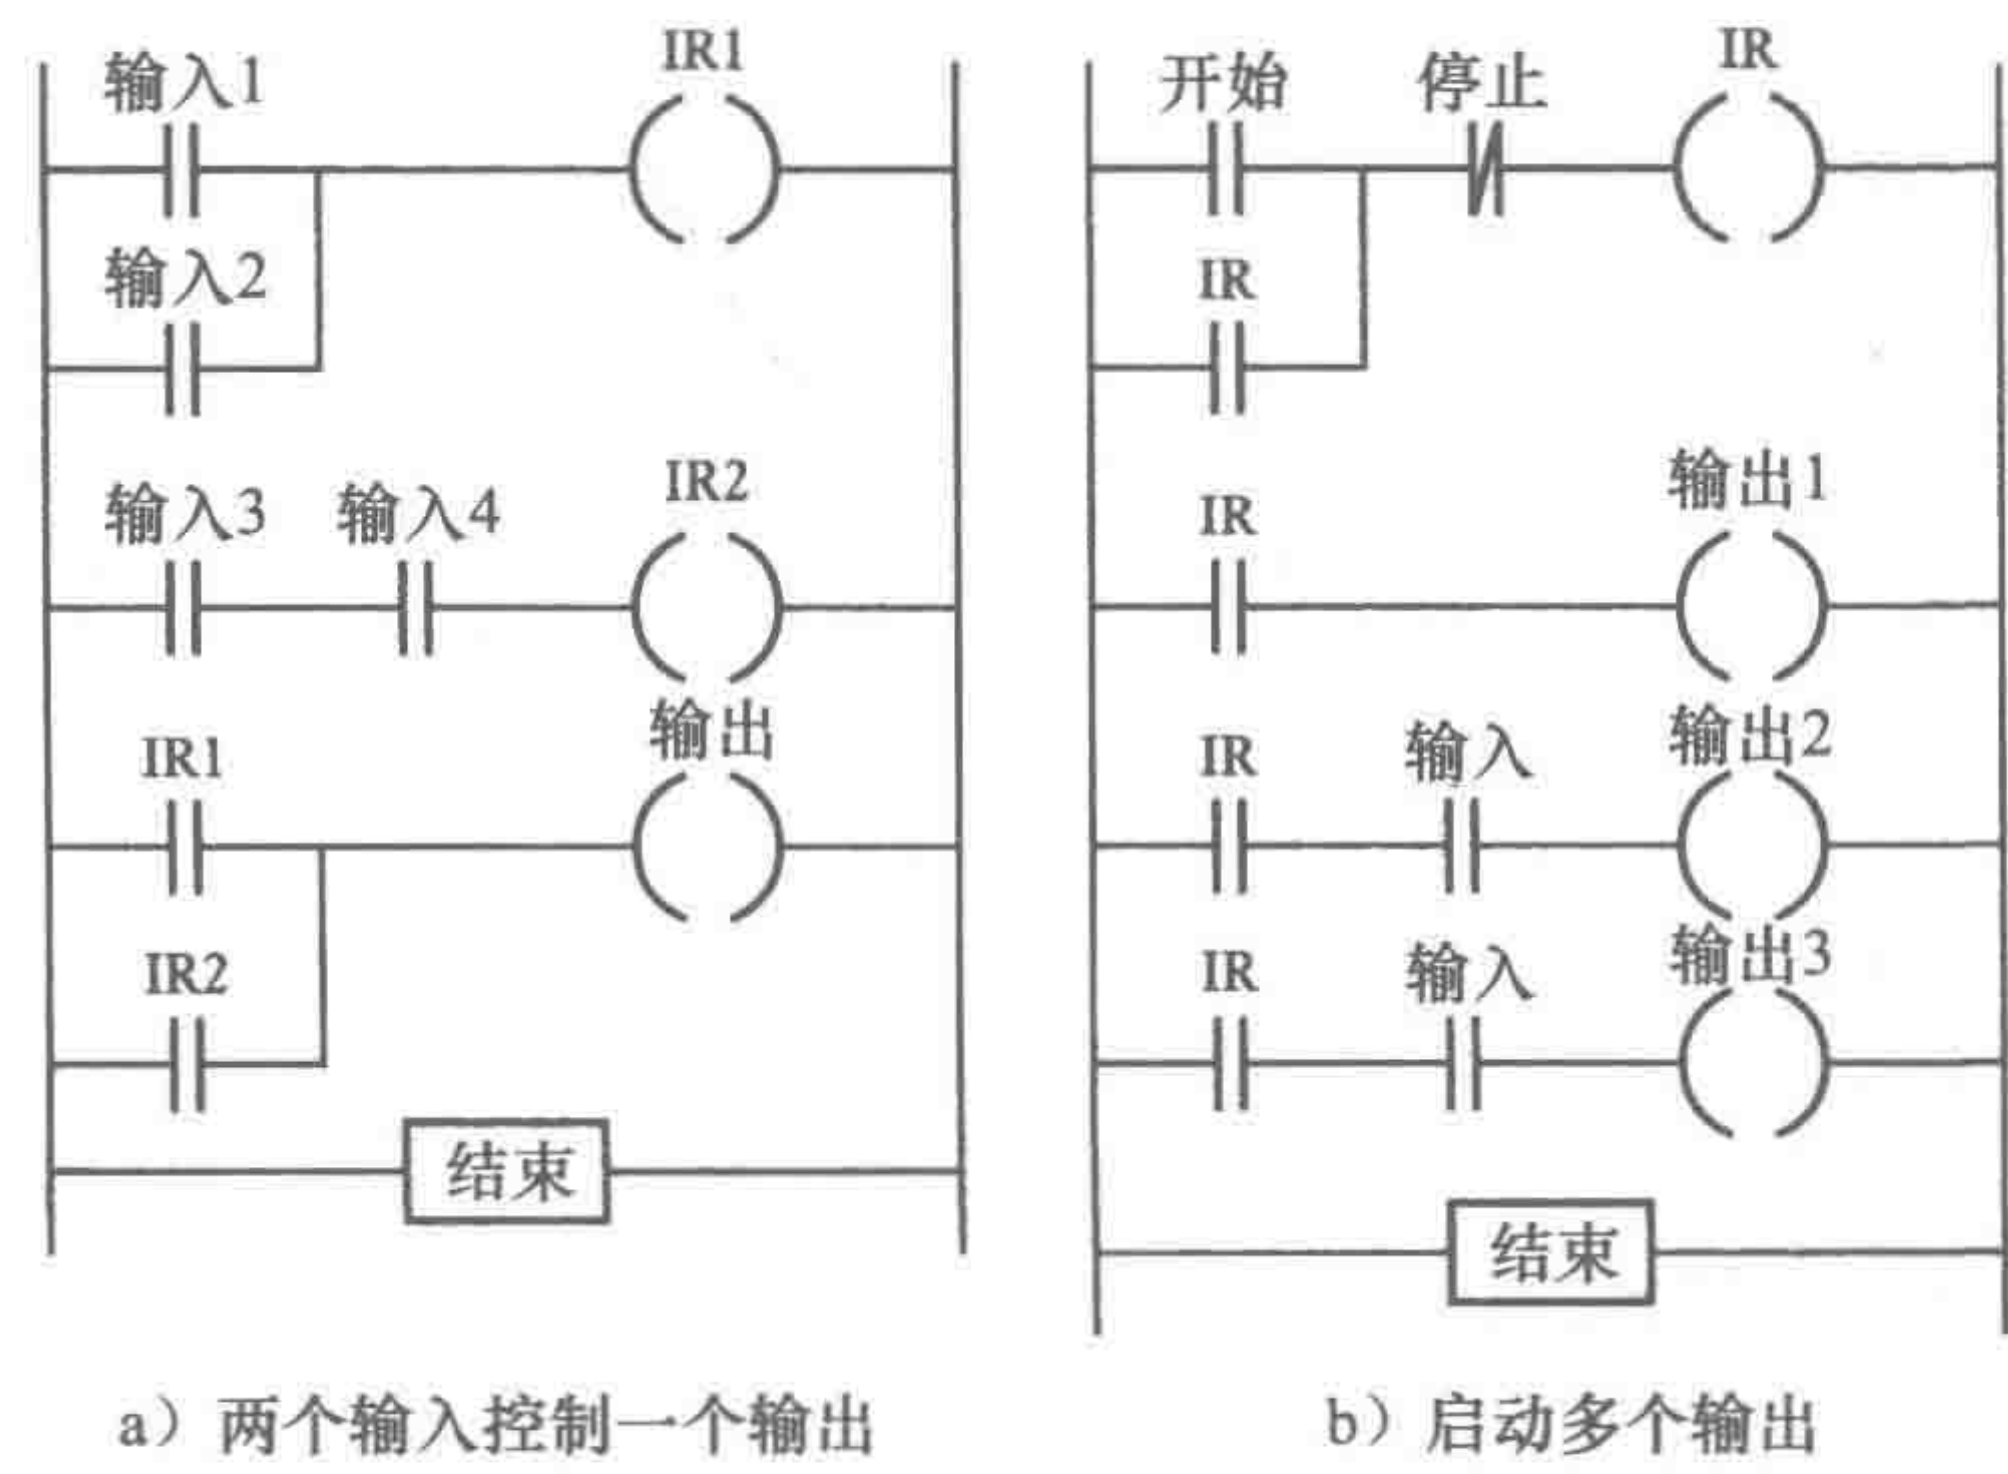 输入1
IR1
输入2
输入3 输入4 IR2
IR1 输出
IR2
结束
a）两个输入控制一个输出
开始 停止 IR
IR
IR 输出1
IR 输入 输出2
IR 输入 输出3
结束
b）启动多个输出